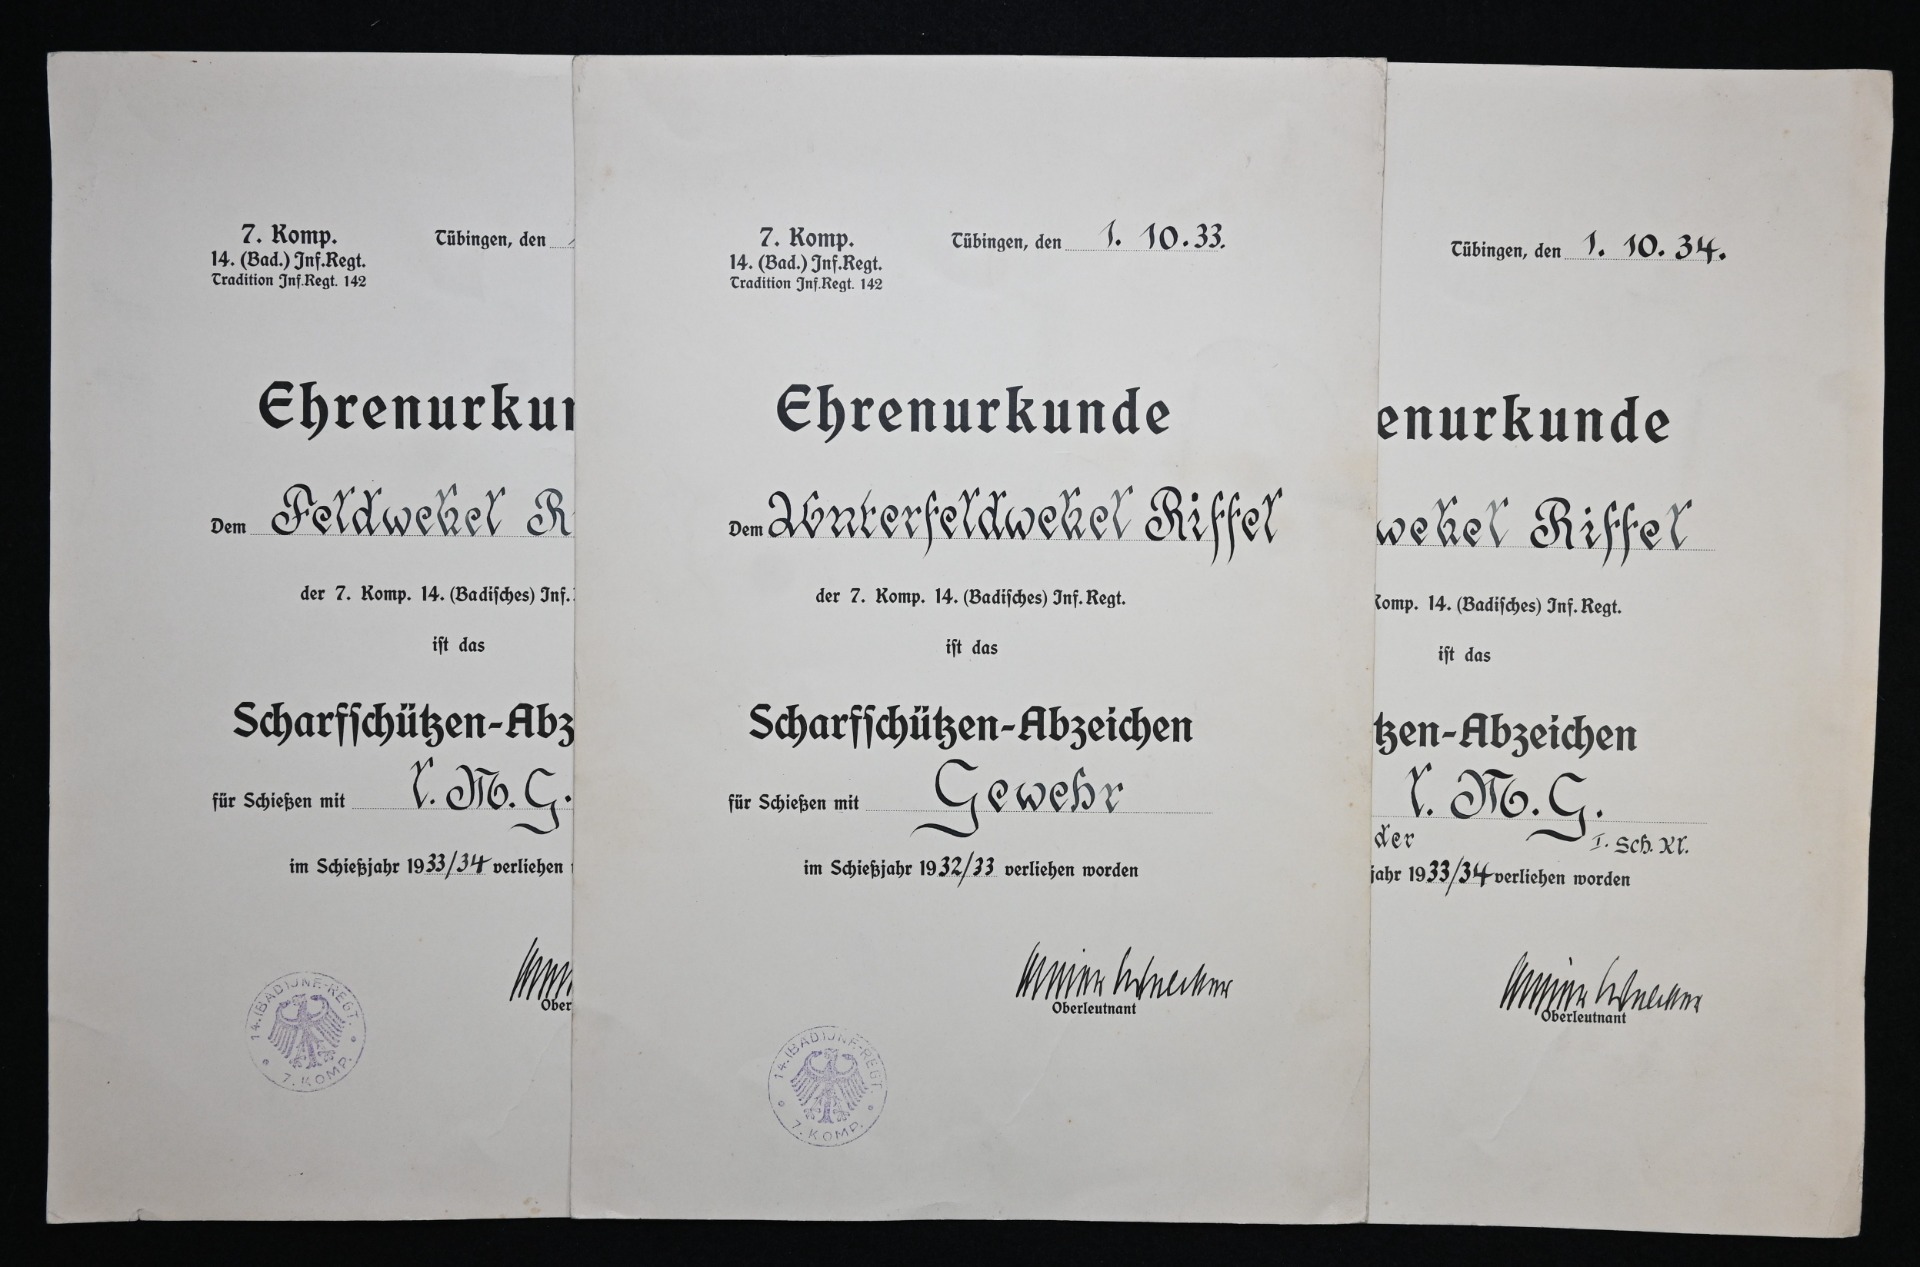 7. Komp.
14. (Bad.) Inf.Regt.
Tradition Inf.Regt. 142
Tübingen, den
Ehrenurkun
Dem Feldwebel R
der 7. Komp. 14. (Badisches) Inf.
ist das
Scharfschützen-Abz
für Schießen mit l. M. G.
im Schießjahr 1933/34 verliehen
Ober
14. (BAD) INF-REGT.
7. KOMP.
7. Komp.
14. (Bad.) Inf.Regt.
Tradition Inf.Regt. 142
Tübingen, den 1. 10. 33.
Ehrenurkunde
Dem Unterfeldwebel Riffel
der 7. Komp. 14. (Badisches) Inf. Regt.
ist das
Scharfschützen-Abzeichen
für Schießen mit Gewehr
im Schießjahr 1932/33 verliehen worden
Oberleutnant
14. (BAD) INF-REGT.
7. KOMP.
Tübingen, den 1. 10. 34.
enurkunde
webel Riffel
Komp. 14. (Badisches) Inf. Regt.
ist das
tzen-Abzeichen
l. M. G.
der I. Sch. Kl.
jahr 1933/34 verliehen worden
Oberleutnant